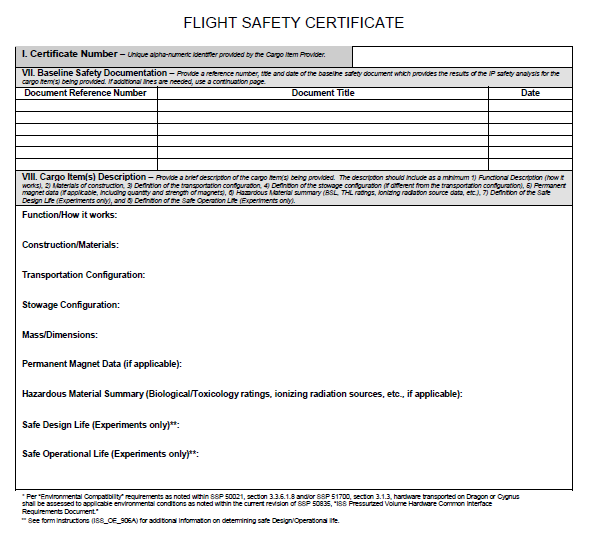 FLIGHT SAFETY CERTIFICATE
I. Certificate Number – Unique alpha-numeric identifier provided by the Cargo Item Provider.
VII. Baseline Safety Documentation – Provide a reference number, title and date of the baseline safety document which provides the results of the IP safety analysis for the
cargo item(s) being provided. If additional lines are needed, use a continuation page.
Document Reference Number Document Title Date
VIII. Cargo Item(s) Description – Provide a brief description of the cargo item(s) being provided. The description should include as a minimum 1) Functional Description (how it
works), 2) Materials of construction, 3) Definition of the transportation configuration, 4) Definition of the stowage configuration (if different from the transportation configuration), 5) Permanent
magnet data (if applicable, including quantity and strength of magnets), 6) Hazardous Material summary (BSL, THL ratings, ionizing radiation source data, etc.), 7) Definition of the Safe
Design Life (Experiments only), and 8) Definition of the Safe Operation Life (Experiments only).
Function/How it works:
Construction/Materials:
Transportation Configuration:
Stowage Configuration:
Mass/Dimensions:
Permanent Magnet Data (if applicable):
Hazardous Material Summary (Biological/Toxicology ratings, ionizing radiation sources, etc., if applicable):
Safe Design Life (Experiments only)**:
Safe Operational Life (Experiments only)**:
* Per "Environmental Compatibility" requirements as noted within SSP 50021, section 3.3.6.1.8 and/or SSP 51700, section 3.1.3, hardware transported on Dragon or Cygnus
shall be assessed to applicable environmental conditions as noted within the current revision of SSP 50835, "ISS Pressurized Volume Hardware Common Interface
Requirements Document."
** See form instructions (ISS_OE_906A) for additional information on determining safe Design/Operational life.